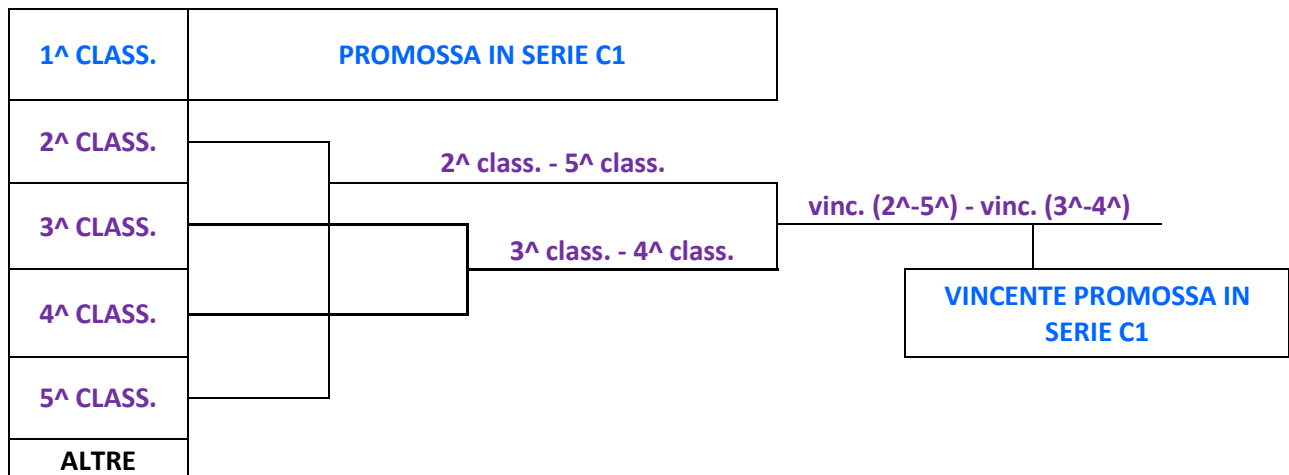 1^ CLASS.
PROMOSSA IN SERIE C1
2^ CLASS.
2^ class. - 5^ class.
3^ CLASS.
vinc. (2^-5^) - vinc. (3^-4^)
3^ class. - 4^ class.
4^ CLASS.
VINCENTE PROMOSSA IN
SERIE C1
5^ CLASS.
ALTRE